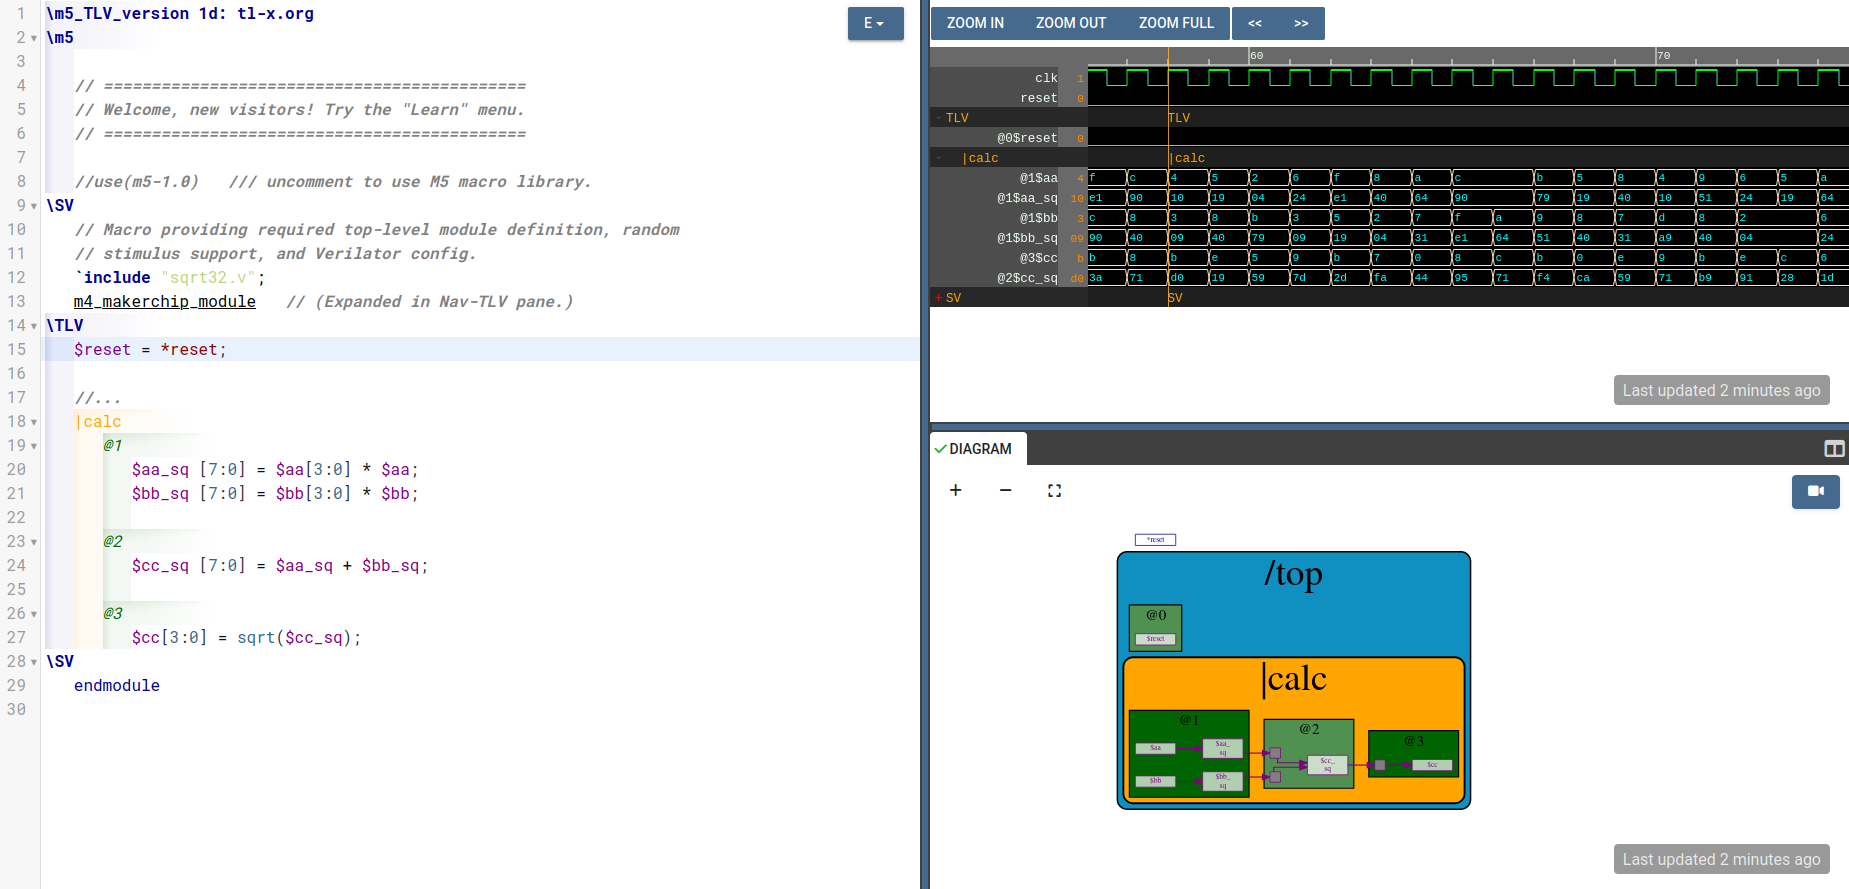 1 \m5_TLV_version 1d: tl-x.org
2 \m5
3
4 // ============================================
5 // Welcome, new visitors! Try the "Learn" menu.
6 // ============================================
7
8 //use(m5-1.0)   /// uncomment to use M5 macro library.
9 \SV
10 // Macro providing required top-level module definition, random
11 // stimulus support, and Verilator config.
12 `include "sqrt32.v";
13 m4_makerchip_module   // (Expanded in Nav-TLV pane.)
14 \TLV
15 $reset = *reset;
16
17 //...
18 |calc
19 @1
20 $aa_sq [7:0] = $aa[3:0] * $aa;
21 $bb_sq [7:0] = $bb[3:0] * $bb;
22
23 @2
24 $cc_sq [7:0] = $aa_sq + $bb_sq;
25
26 @3
27 $cc[3:0] = sqrt($cc_sq);
28 \SV
29 endmodule
30
E
ZOOM IN ZOOM OUT ZOOM FULL << >>
60 70
clk 1
reset 0
- TLV TLV
@0$reset 0
- |calc |calc
@1$aa 4 f c 4 5 2 6 f 8 a c b 5 8 4 9 6 5 a
@1$aa_sq 10 e1 90 10 19 04 24 e1 40 64 90 79 19 40 10 51 24 19 64
@1$bb 3 c 8 3 8 b 3 5 2 7 f a 9 8 7 d 8 2 6
@1$bb_sq 09 90 40 09 40 79 09 19 04 31 e1 64 51 40 31 a9 40 04 24
@3$cc b b 8 b e 5 9 b 7 0 8 c b 0 e 9 b e c 6
@2$cc_sq d0 3a 71 d0 19 59 7d 2d fa 44 95 71 f4 ca 59 71 b9 91 28 1d
+ SV SV
Last updated 2 minutes ago
DIAGRAM
+ −
*reset
/top
@0
$reset
|calc
@1
$aa
$aa_
sq
$bb
$bb_
sq
@2
$cc_
sq
@3
$cc
Last updated 2 minutes ago